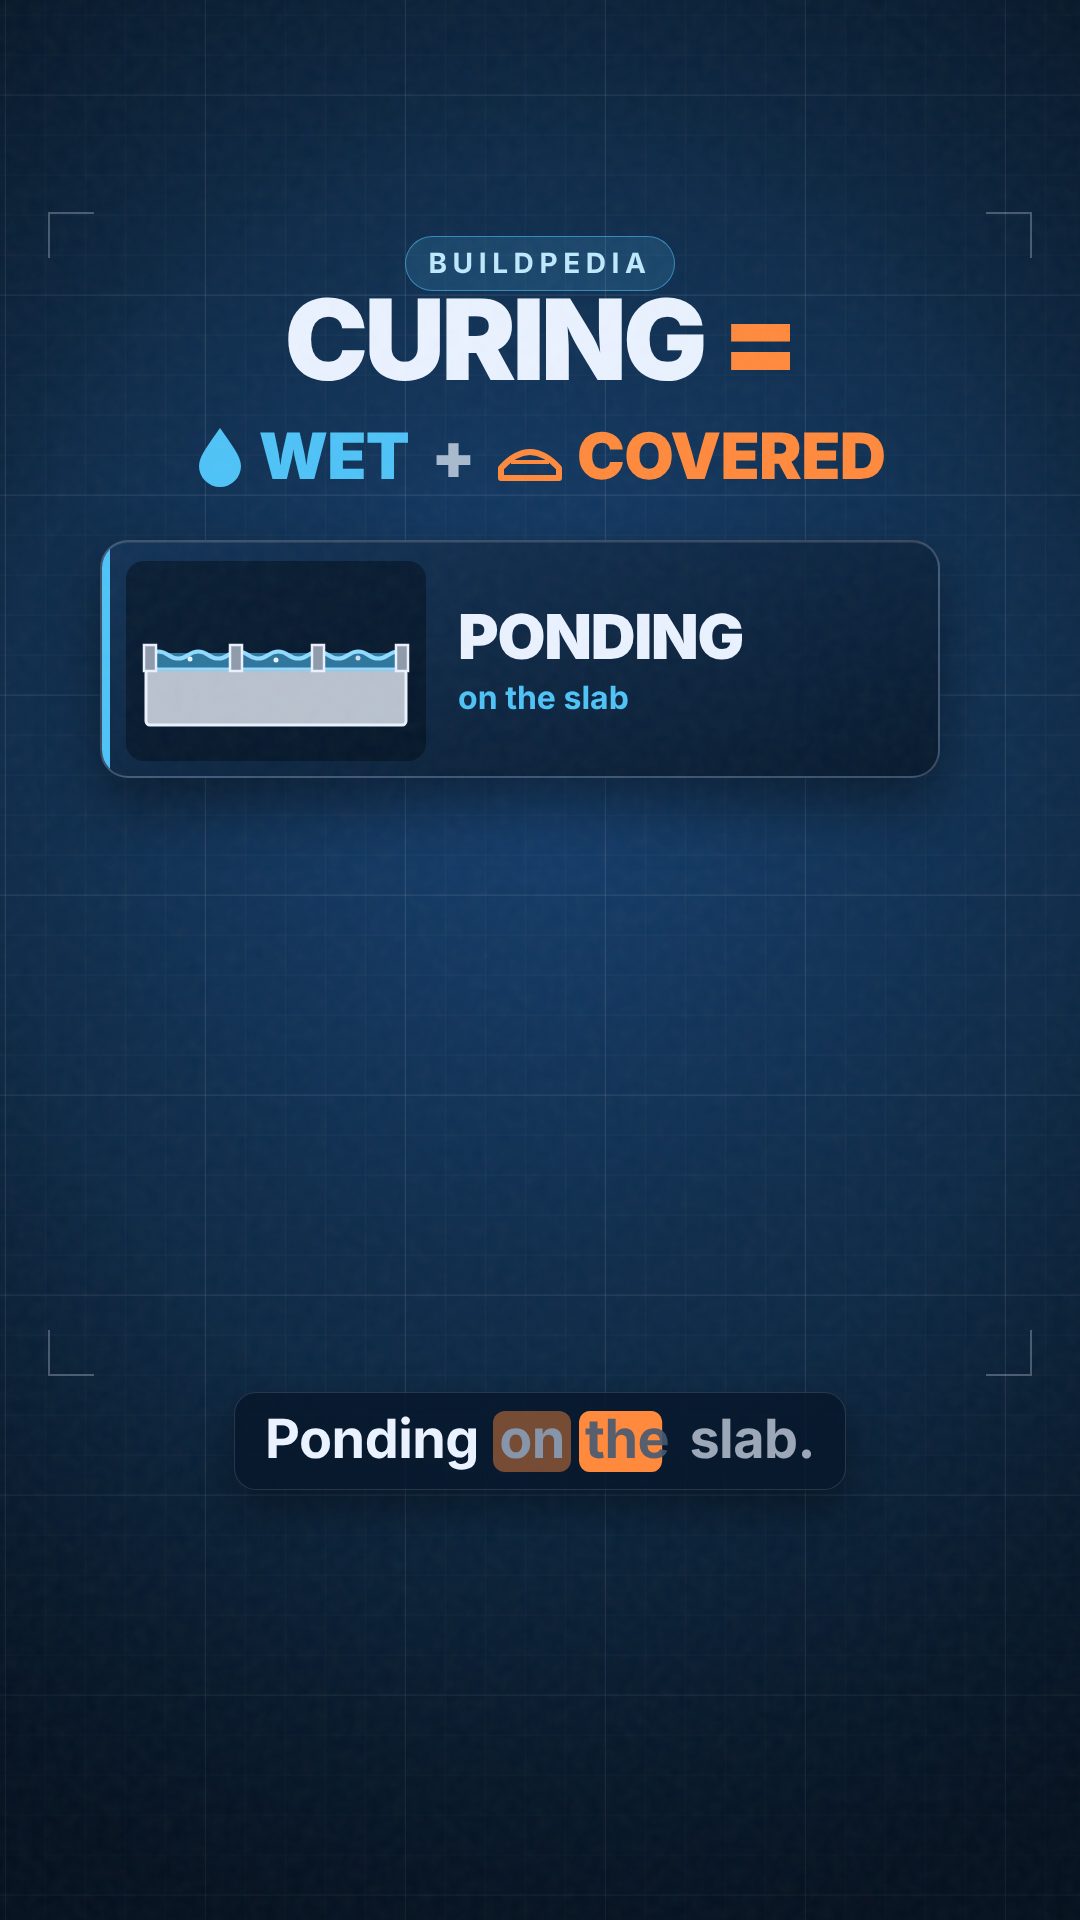 BUILDPEDIA
CURING =
WET + COVERED
PONDING
on the slab
Ponding on the slab.